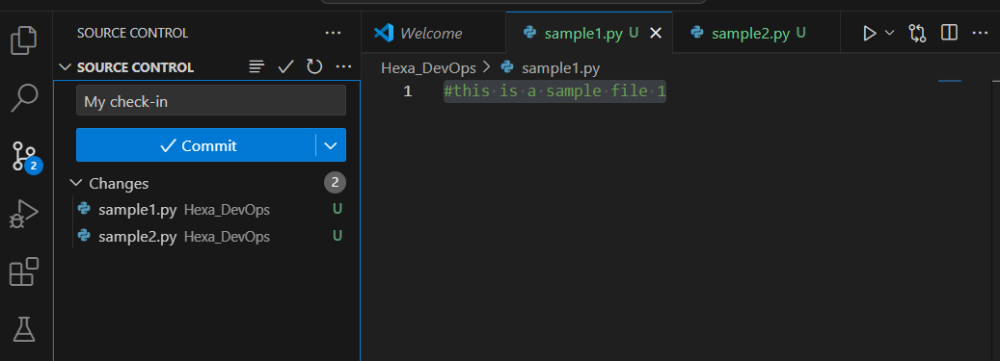 SOURCE CONTROL
SOURCE CONTROL
My check-in
Commit
Changes 2
sample1.py Hexa_DevOps U
sample2.py Hexa_DevOps U
2
Welcome
sample1.py U
sample2.py U
Hexa_DevOps > sample1.py
1 #this is a sample file 1